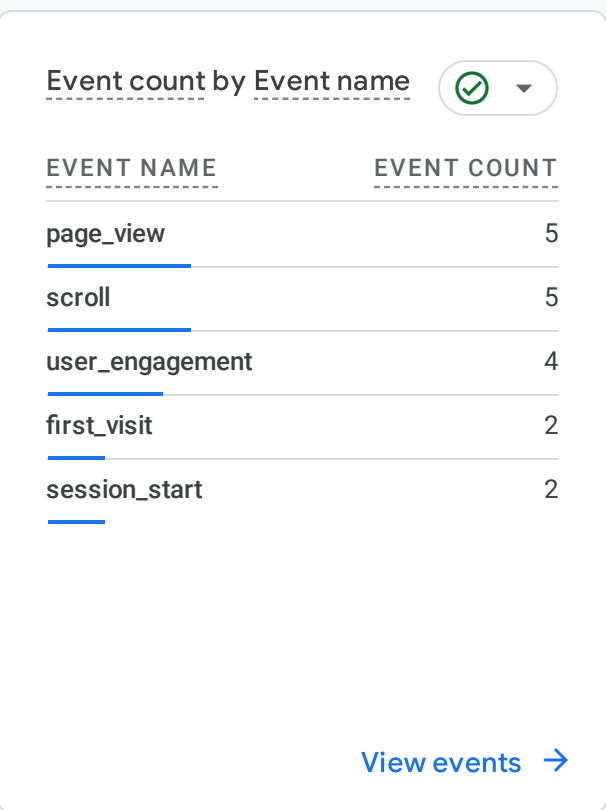 Event count by Event name
EVENT NAME EVENT COUNT
page_view 5
scroll 5
user_engagement 4
first_visit 2
session_start 2
View events